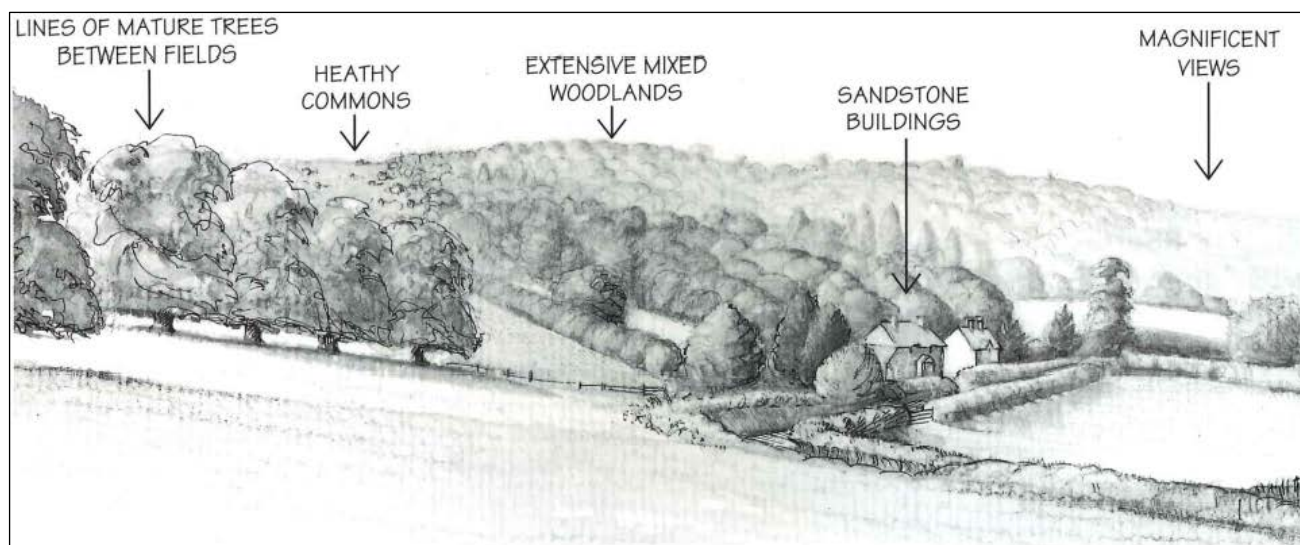 LINES OF MATURE TREES
BETWEEN FIELDS
HEATHY
COMMONS
EXTENSIVE MIXED
WOODLANDS
SANDSTONE
BUILDINGS
MAGNIFICENT
VIEWS